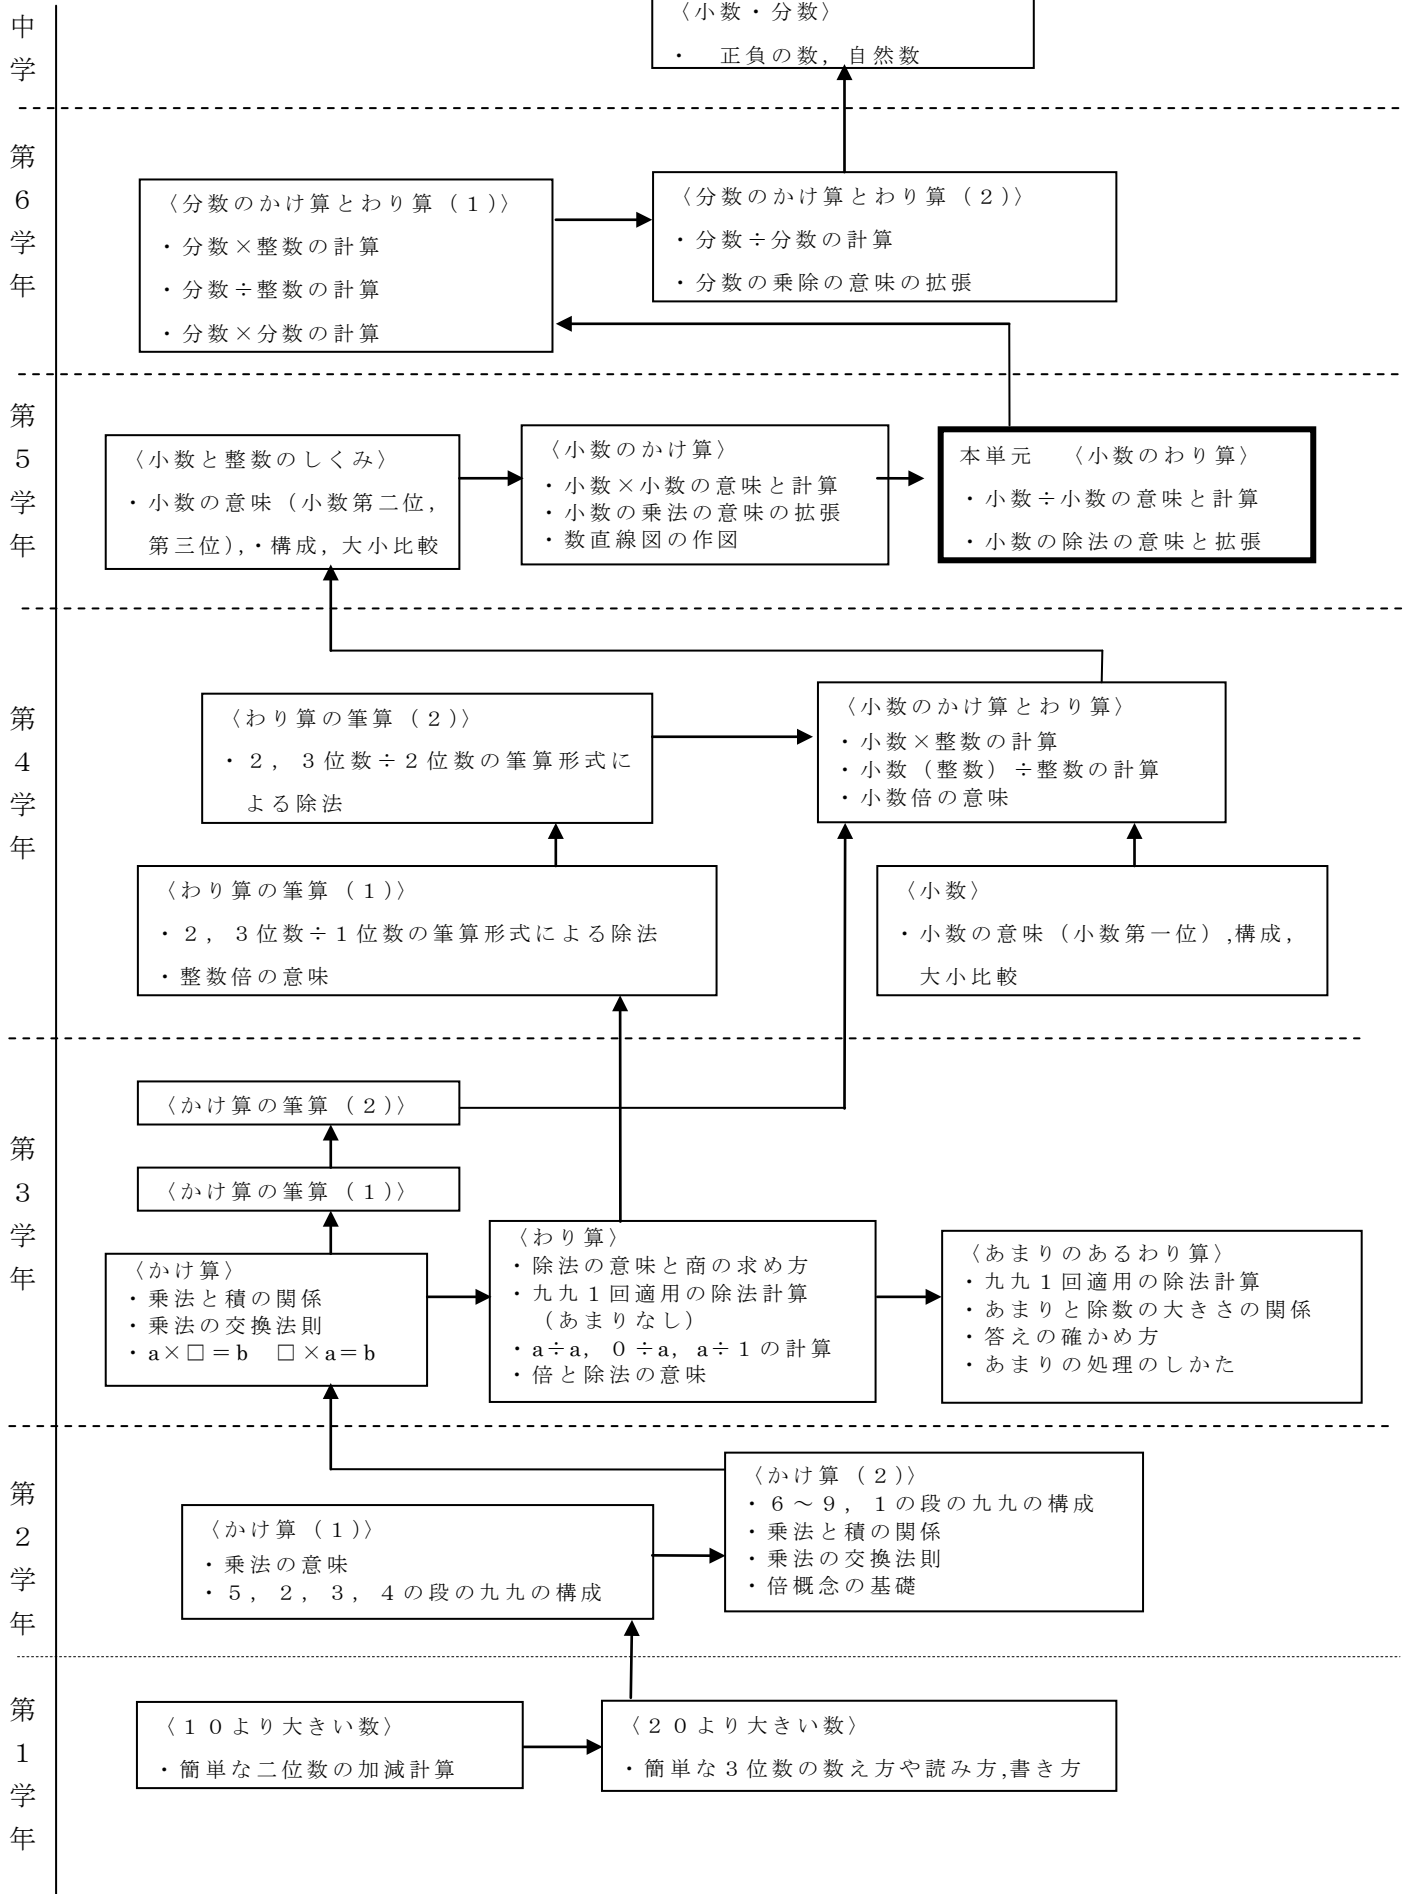 中学
〈小数・分数〉
・ 正負の数，自然数
第６学年
〈分数のかけ算とわり算（１）〉
・分数×整数の計算
・分数÷整数の計算
・分数×分数の計算
〈分数のかけ算とわり算（２）〉
・分数÷分数の計算
・分数の乗除の意味の拡張
第５学年
〈小数と整数のしくみ〉
・小数の意味（小数第二位，
第三位），・構成，大小比較
〈小数のかけ算〉
・小数×小数の意味と計算
・小数の乗法の意味の拡張
・数直線図の作図
本単元 〈小数のわり算〉
・小数÷小数の意味と計算
・小数の除法の意味と拡張
第４学年
〈わり算の筆算（２）〉
・２，３位数÷２位数の筆算形式に
よる除法
〈小数のかけ算とわり算〉
・小数×整数の計算
・小数（整数）÷整数の計算
・小数倍の意味
〈わり算の筆算（１）〉
・２，３位数÷１位数の筆算形式による除法
・整数倍の意味
〈小数〉
・小数の意味（小数第一位）,構成，
大小比較
第３学年
〈かけ算の筆算（２）〉
〈かけ算の筆算（１）〉
〈かけ算〉
・乗法と積の関係
・乗法の交換法則
・a×□＝b □×a＝b
〈わり算〉
・除法の意味と商の求め方
・九九１回適用の除法計算
（あまりなし）
・a÷a，０÷a，a÷１の計算
・倍と除法の意味
〈あまりのあるわり算〉
・九九１回適用の除法計算
・あまりと除数の大きさの関係
・答えの確かめ方
・あまりの処理のしかた
第２学年
〈かけ算（１）〉
・乗法の意味
・５，２，３，４の段の九九の構成
〈かけ算（２）〉
・６～９，１の段の九九の構成
・乗法と積の関係
・乗法の交換法則
・倍概念の基礎
第１学年
〈１０より大きい数〉
・簡単な二位数の加減計算
〈２０より大きい数〉
・簡単な３位数の数え方や読み方,書き方